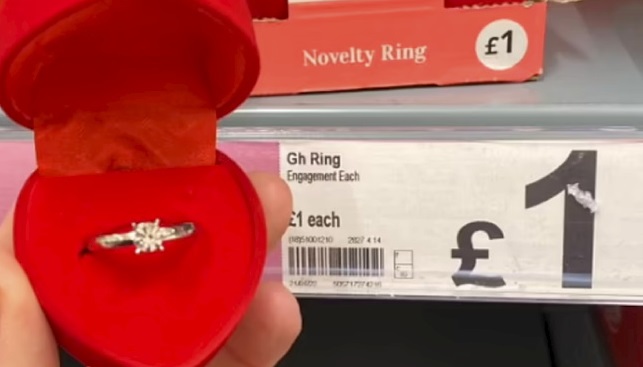 Novelty Ring
£1
Gh Ring
Engagement Each
£1 each
£1